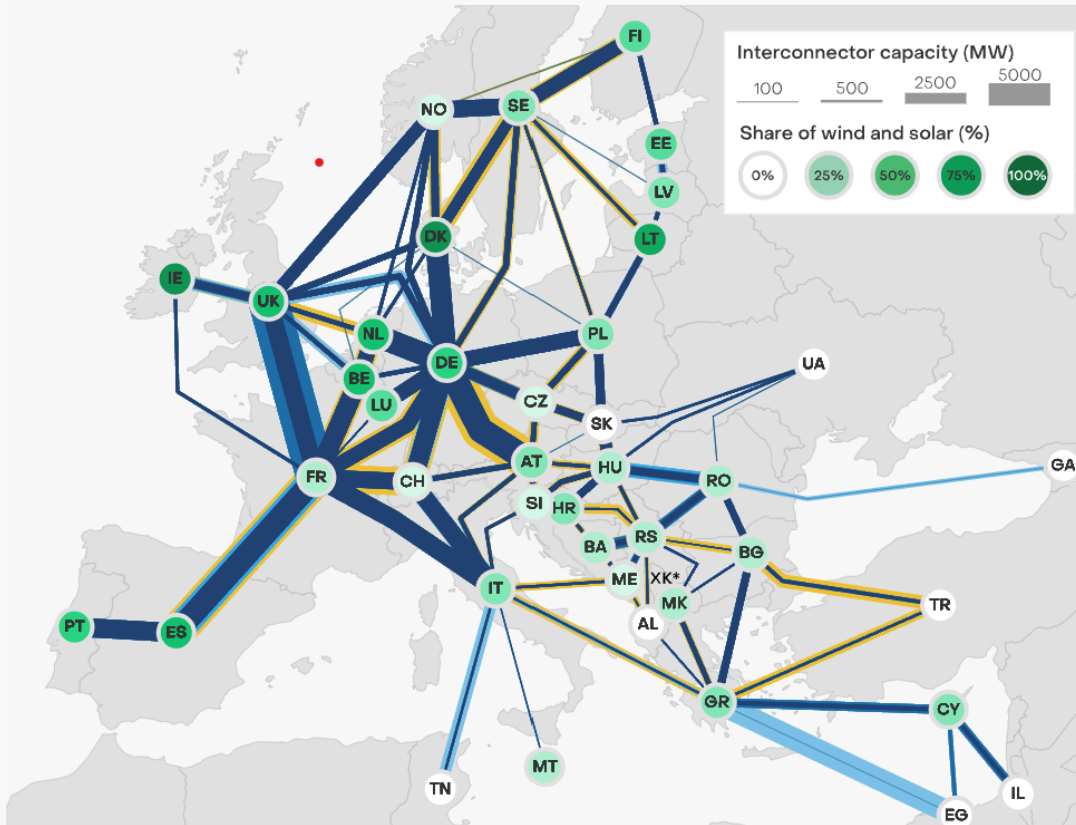 Interconnector capacity (MW)
100 500 2500 5000
Share of wind and solar (%)
0% 25% 50% 75% 100%
FI
NO
SE
EE
LV
DK
LT
IE
UK
NL
PL
DE
BE
UA
LU
CZ
SK
FR
CH
AT
HU
RO
GA
SI
HR
BA
RS
BG
ME
XK*
IT
MK
TR
AL
PT
ES
GR
CY
MT
TN
IL
EG